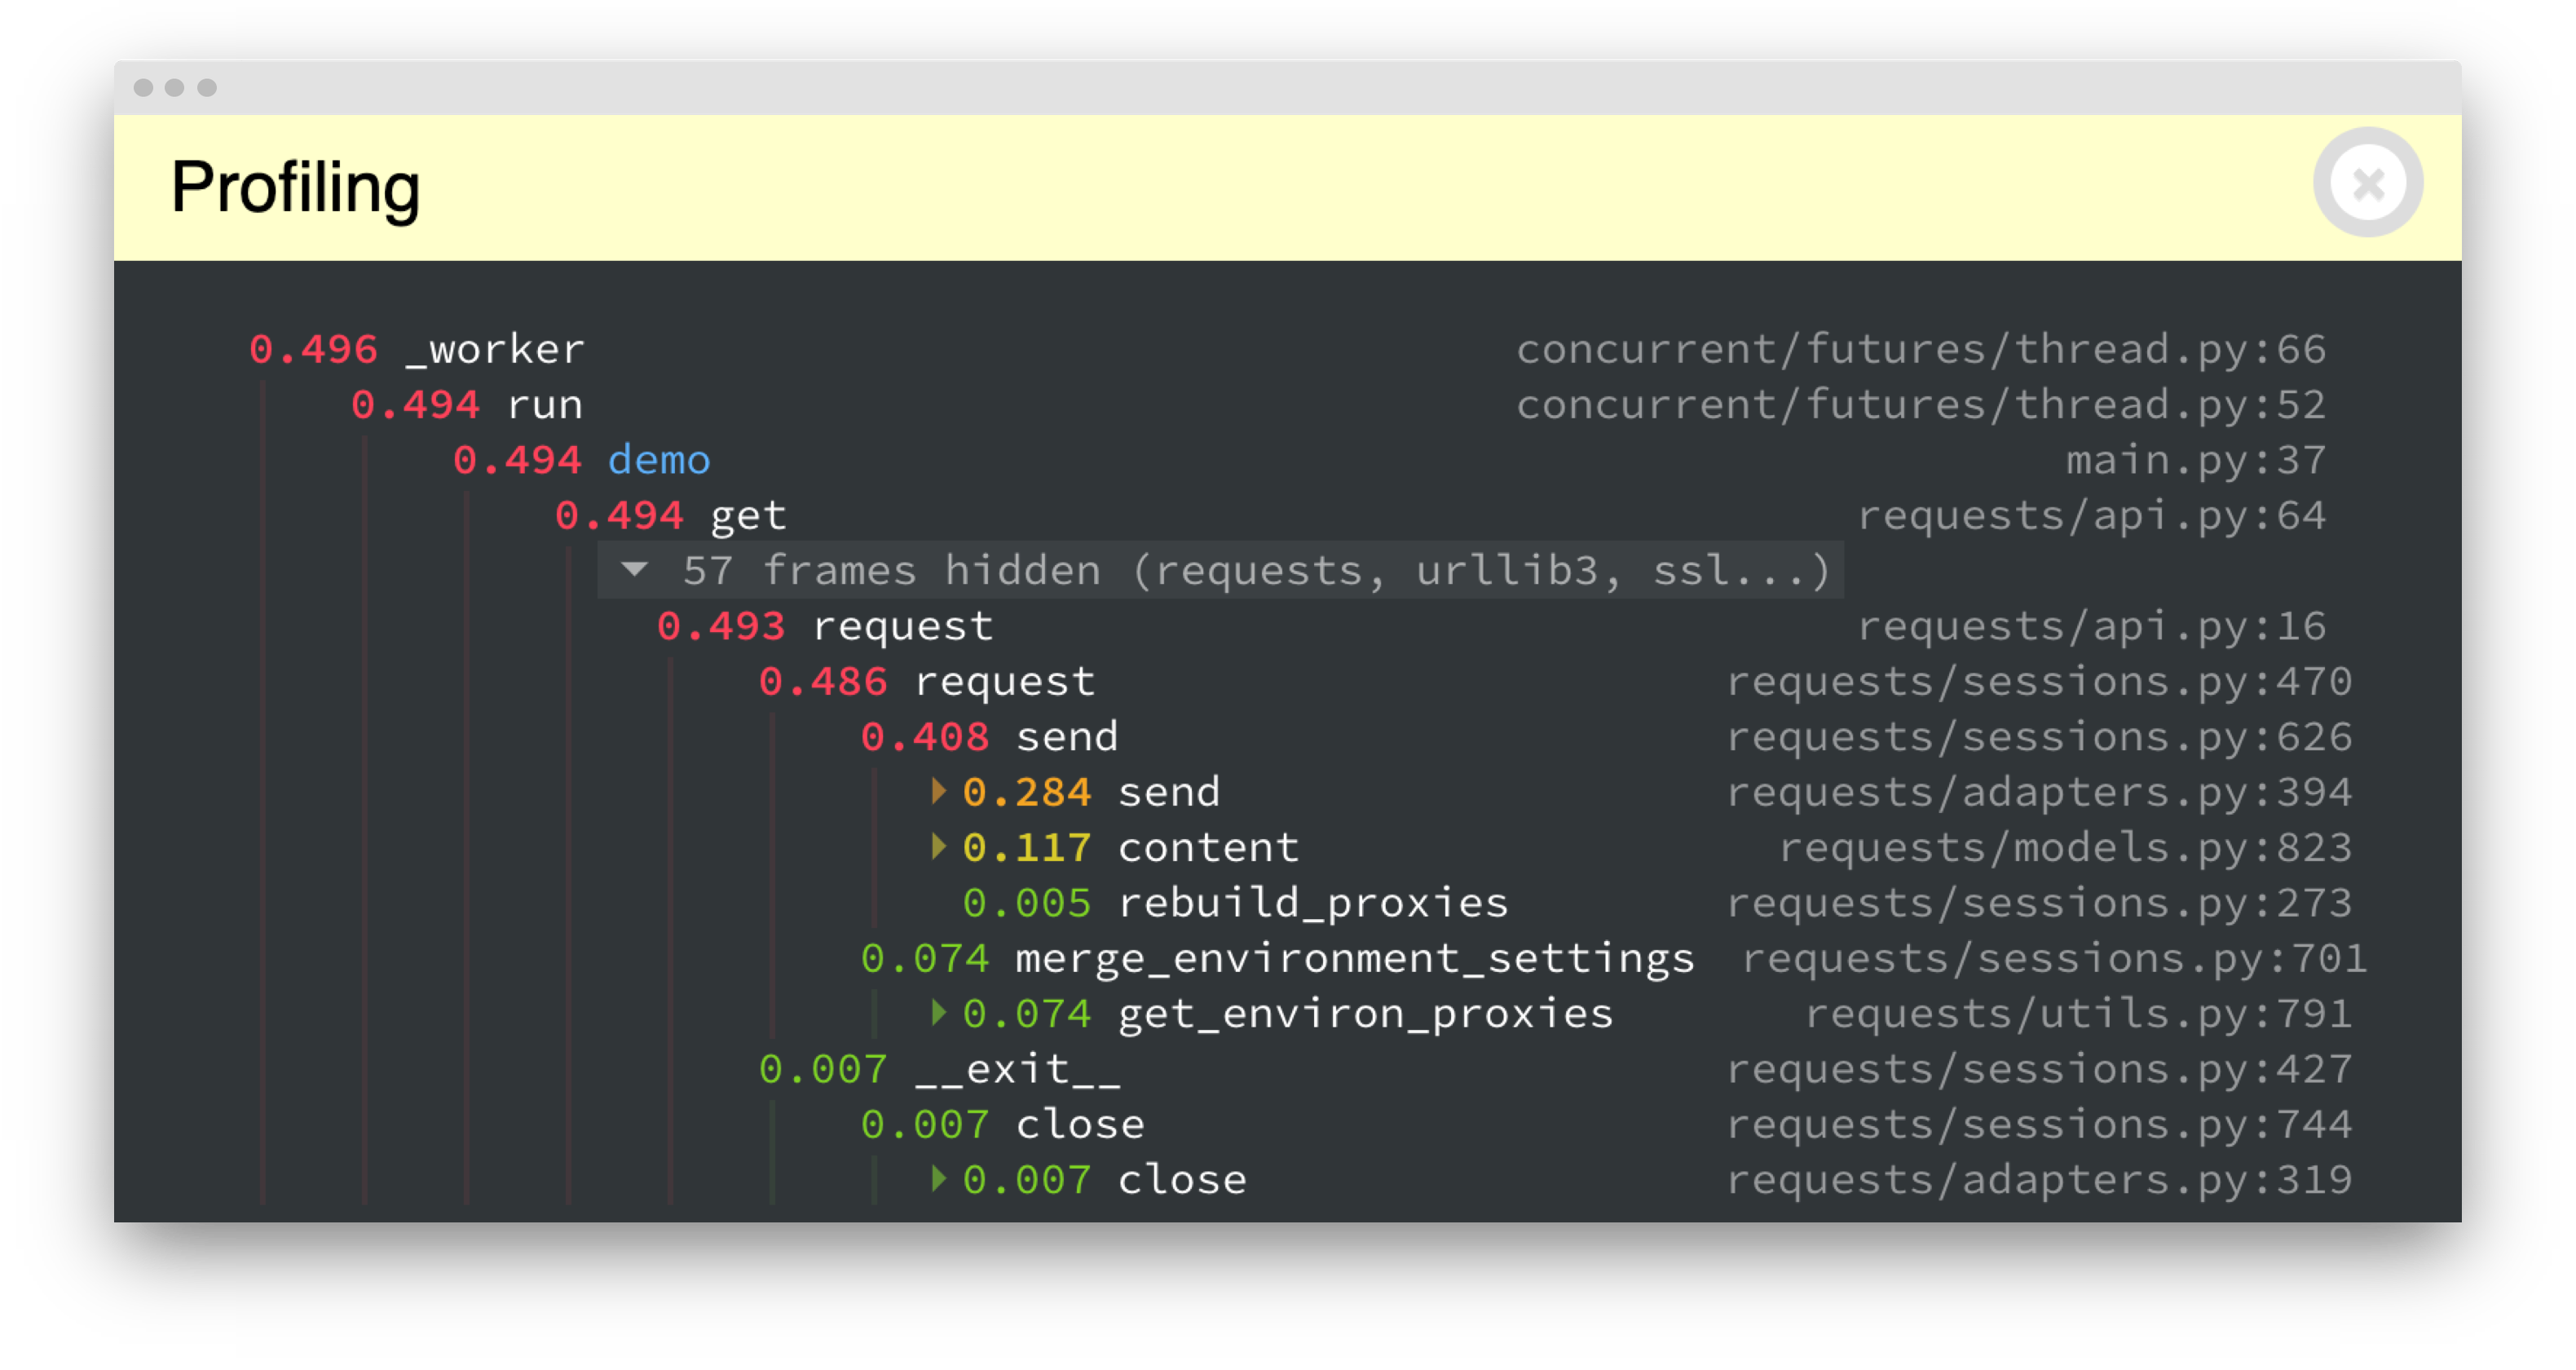 Profiling
0.496 _worker concurrent/futures/thread.py:66
0.494 run concurrent/futures/thread.py:52
0.494 demo main.py:37
0.494 get requests/api.py:64
57 frames hidden (requests, urllib3, ssl...)
0.493 request requests/api.py:16
0.486 request requests/sessions.py:470
0.408 send requests/sessions.py:626
0.284 send requests/adapters.py:394
0.117 content requests/models.py:823
0.005 rebuild_proxies requests/sessions.py:273
0.074 merge_environment_settings requests/sessions.py:701
0.074 get_environ_proxies requests/utils.py:791
0.007 __exit__ requests/sessions.py:427
0.007 close requests/sessions.py:744
0.007 close requests/adapters.py:319